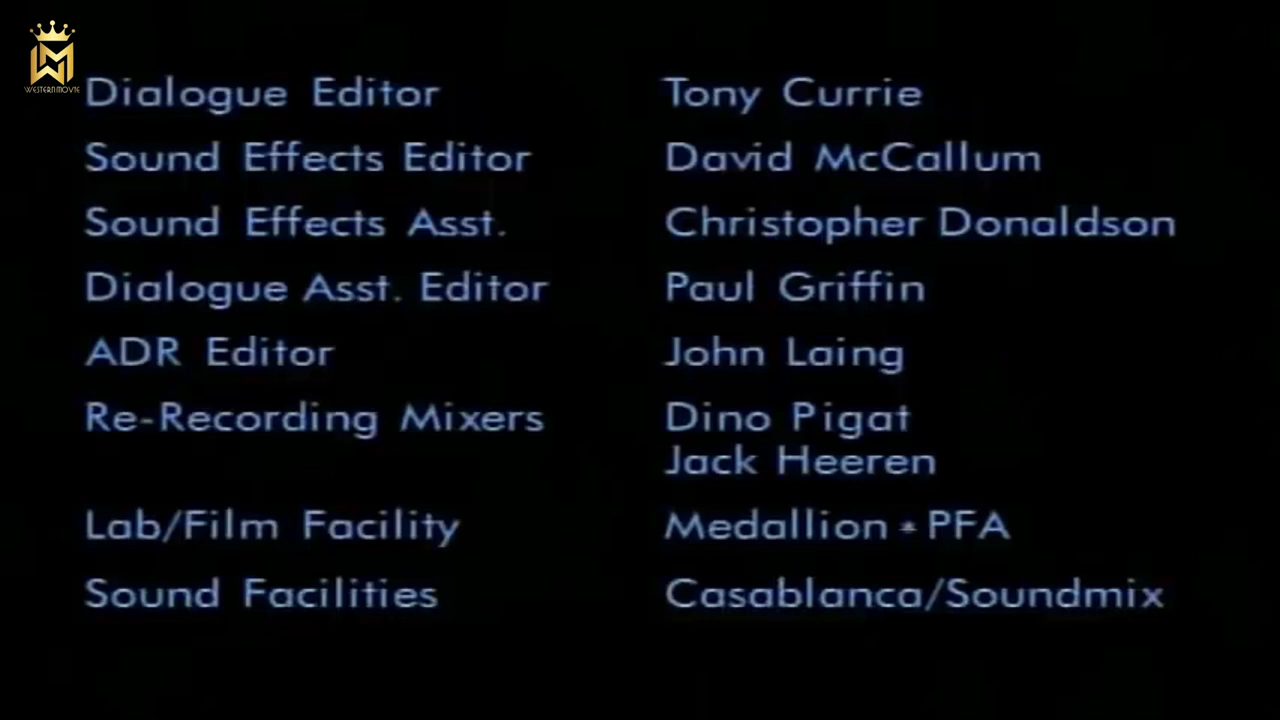 WESTERN MOVIE
Dialogue Editor Tony Currie
Sound Effects Editor David McCallum
Sound Effects Asst. Christopher Donaldson
Dialogue Asst. Editor Paul Griffin
ADR Editor John Laing
Re-Recording Mixers Dino Pigat
Jack Heeren
Lab/Film Facility Medallion * PFA
Sound Facilities Casablanca/Soundmix